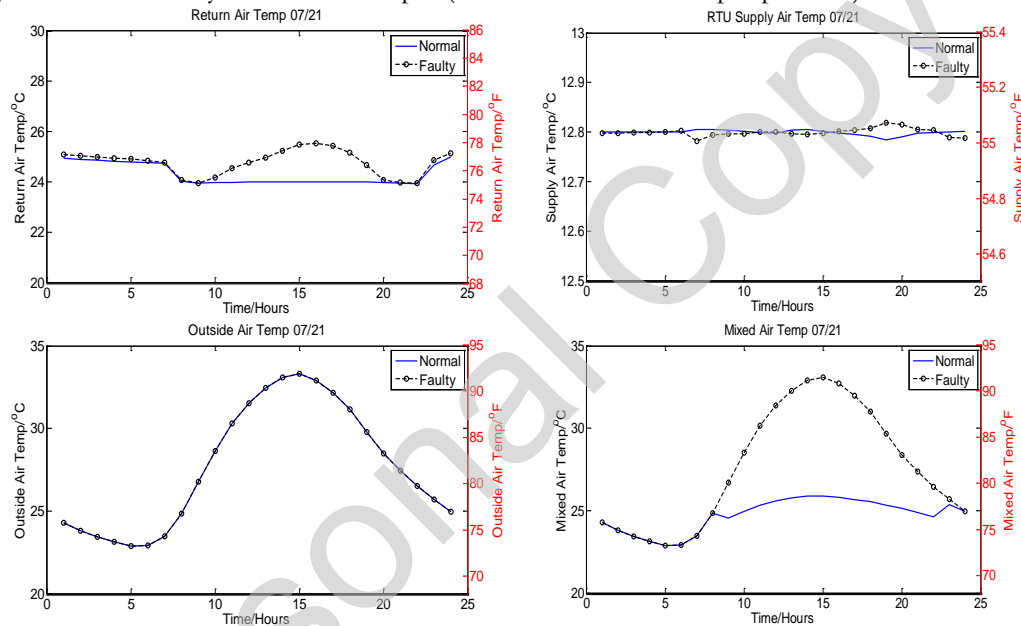 Return Air Temp 07/21
Normal
Faulty
Return Air Temp/°C
Return Air Temp/°F
30
28
26
24
22
20
86
84
82
80
78
76
74
72
70
68
0 5 10 15 20 25
Time/Hours
RTU Supply Air Temp 07/21
Normal
Faulty
Supply Air Temp/°C
Supply Air Temp/°F
13
12.9
12.8
12.7
12.6
12.5
55.4
55.2
55
54.8
54.6
0 5 10 15 20 25
Time/Hours
Outside Air Temp 07/21
Normal
Faulty
Outside Air Temp/°C
Outside Air Temp/°F
35
30
25
20
95
90
85
80
75
70
0 5 10 15 20 25
Time/Hours
Mixed Air Temp 07/21
Normal
Faulty
Mixed Air Temp/°C
Mixed Air Temp/°F
35
30
25
20
95
90
85
80
75
70
0 5 10 15 20 25
Time/Hours
sonal Copy